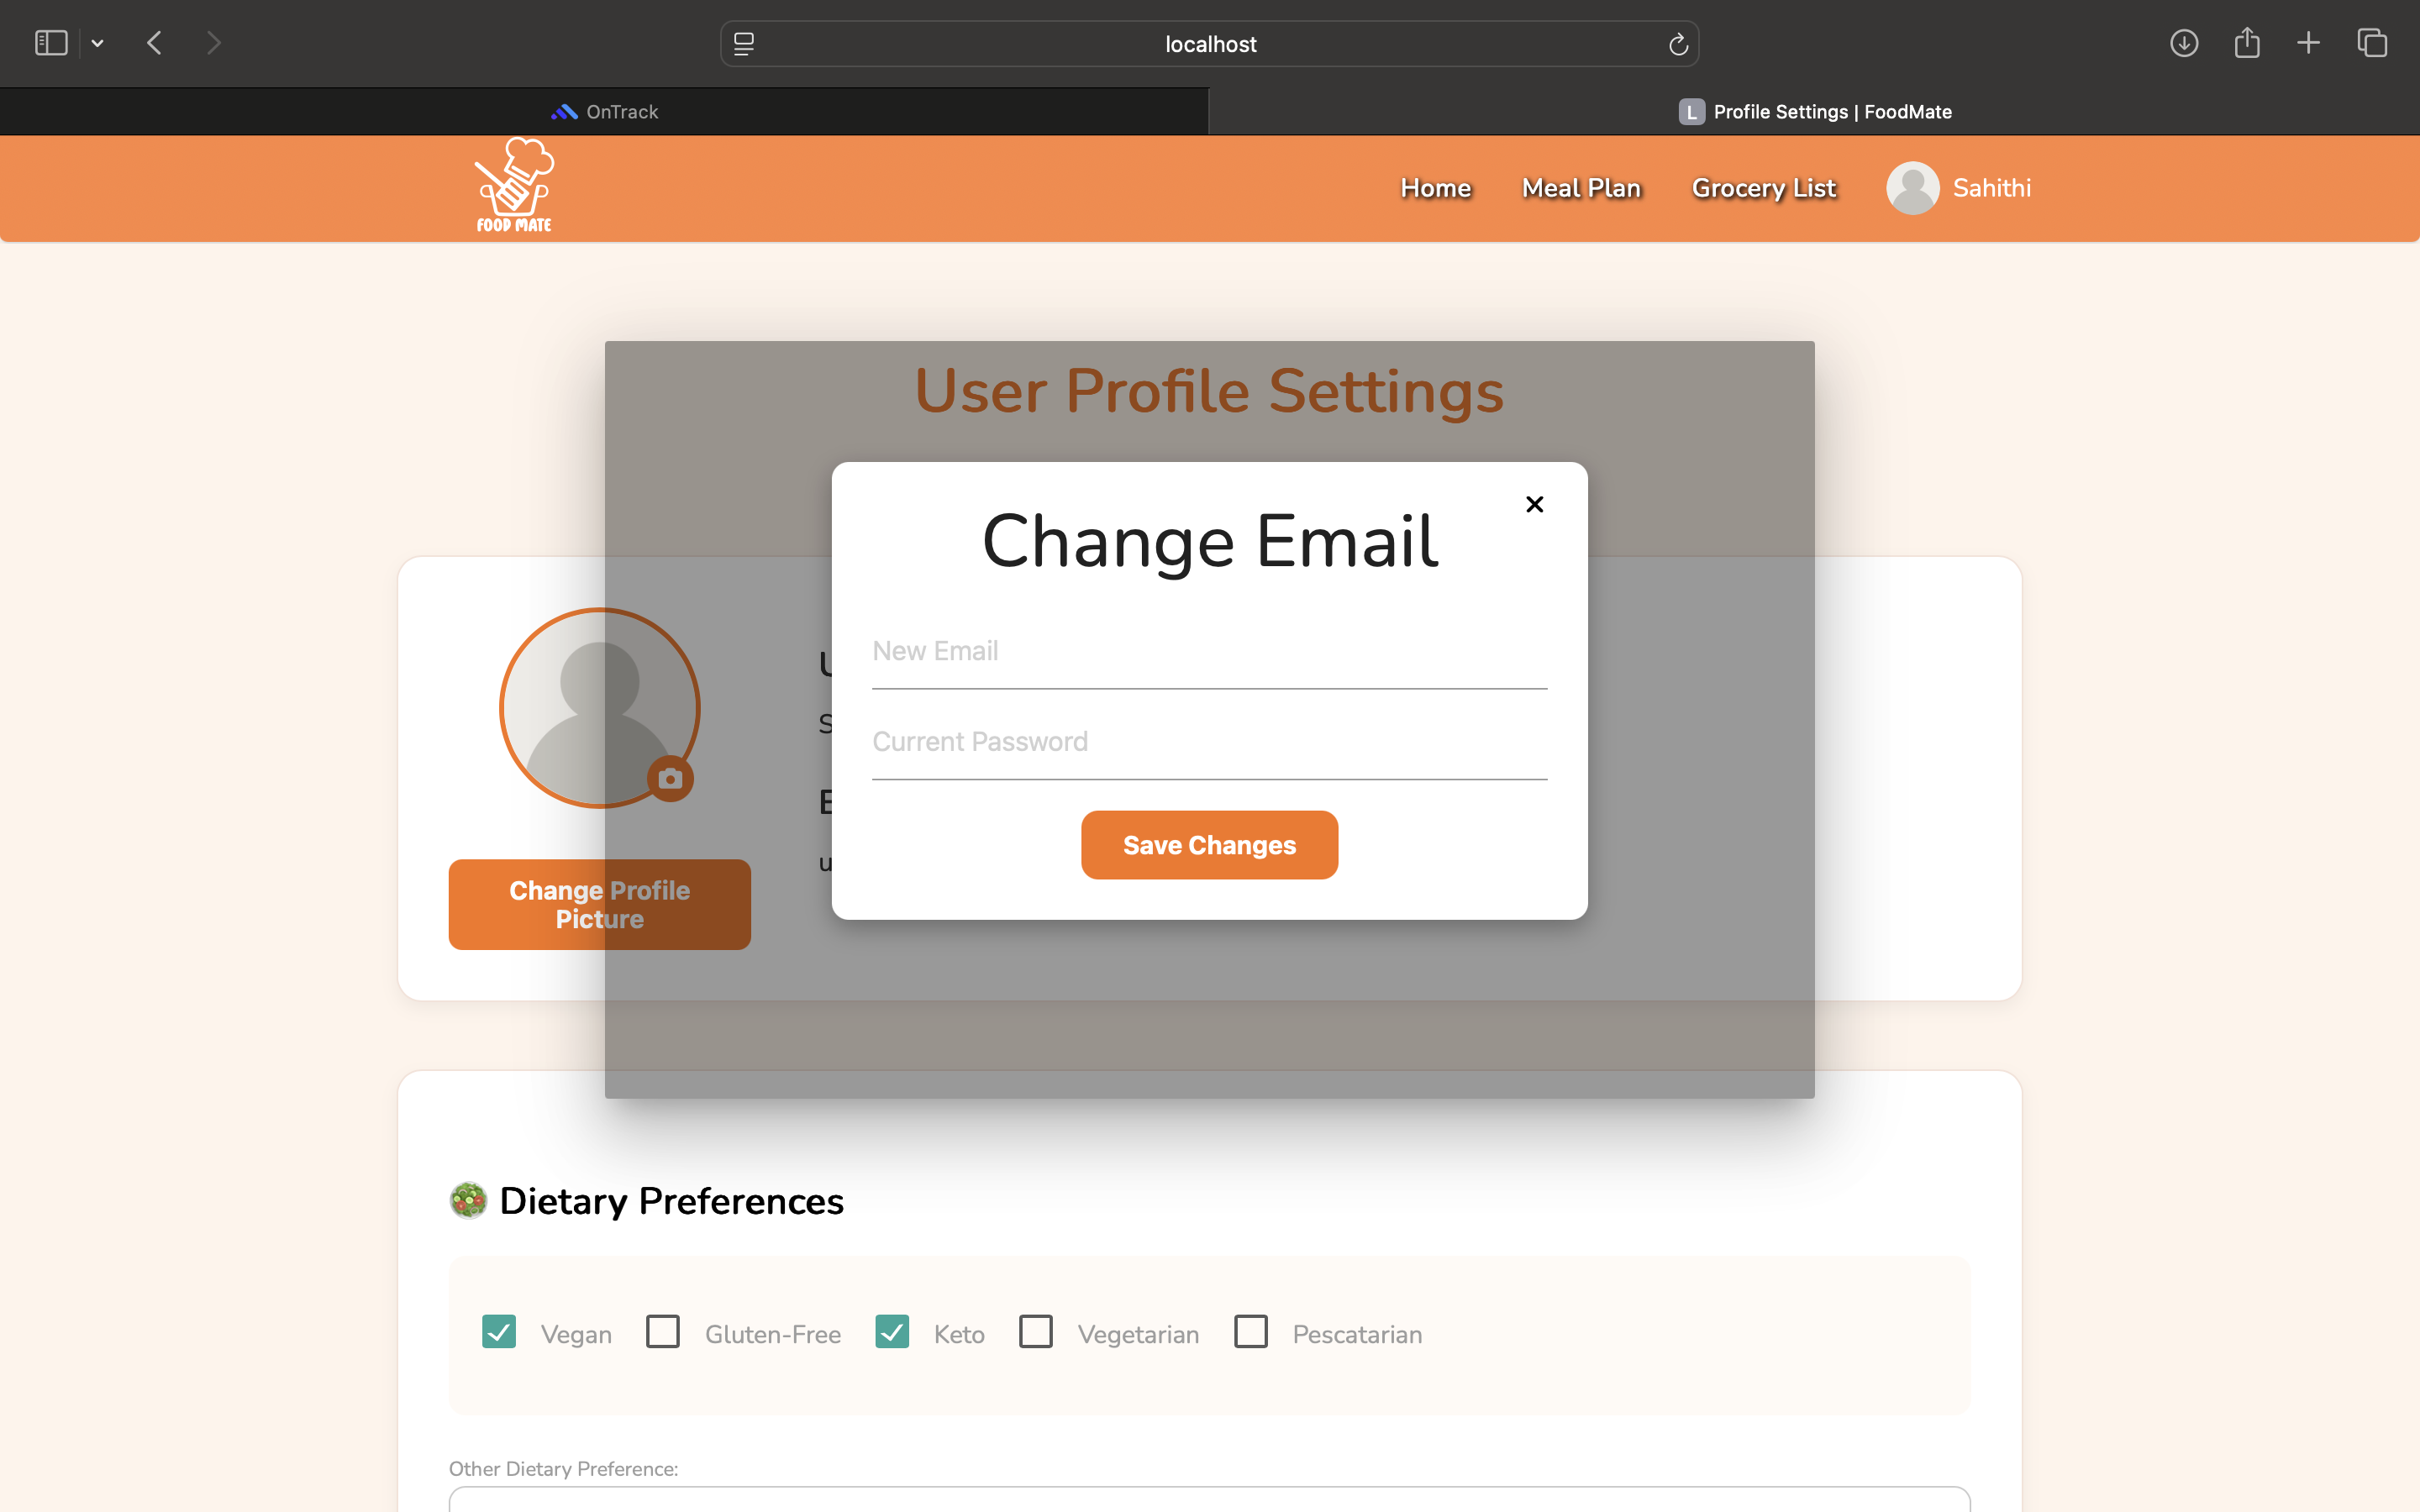 localhost
OnTrack
L Profile Settings | FoodMate
FOOD MATE
Home Meal Plan Grocery List Sahithi
User Profile Settings
Change Email
New Email
Current Password
Save Changes
Change Profile
Picture
Dietary Preferences
Vegan Gluten-Free Keto Vegetarian Pescatarian
Other Dietary Preference: